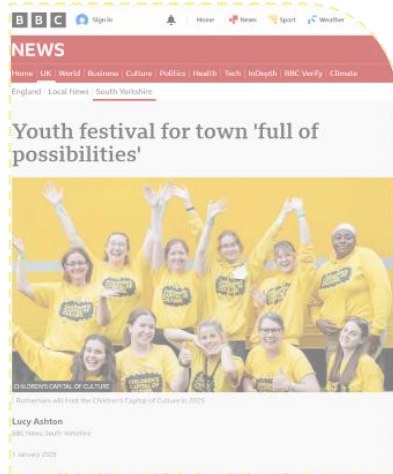 BBC Sign in Home News Sport Weather
NEWS
Home UK World Business Culture Politics Health Tech InDepth BBC Verify Climate
England Local News South Yorkshire
Youth festival for town 'full of
possibilities'
CHILDREN'S CAPITAL OF CULTURE
Rotherham will host the Children's Capital of Culture in 2025
Lucy Ashton
BBC News, South Yorkshire
1 January 2025